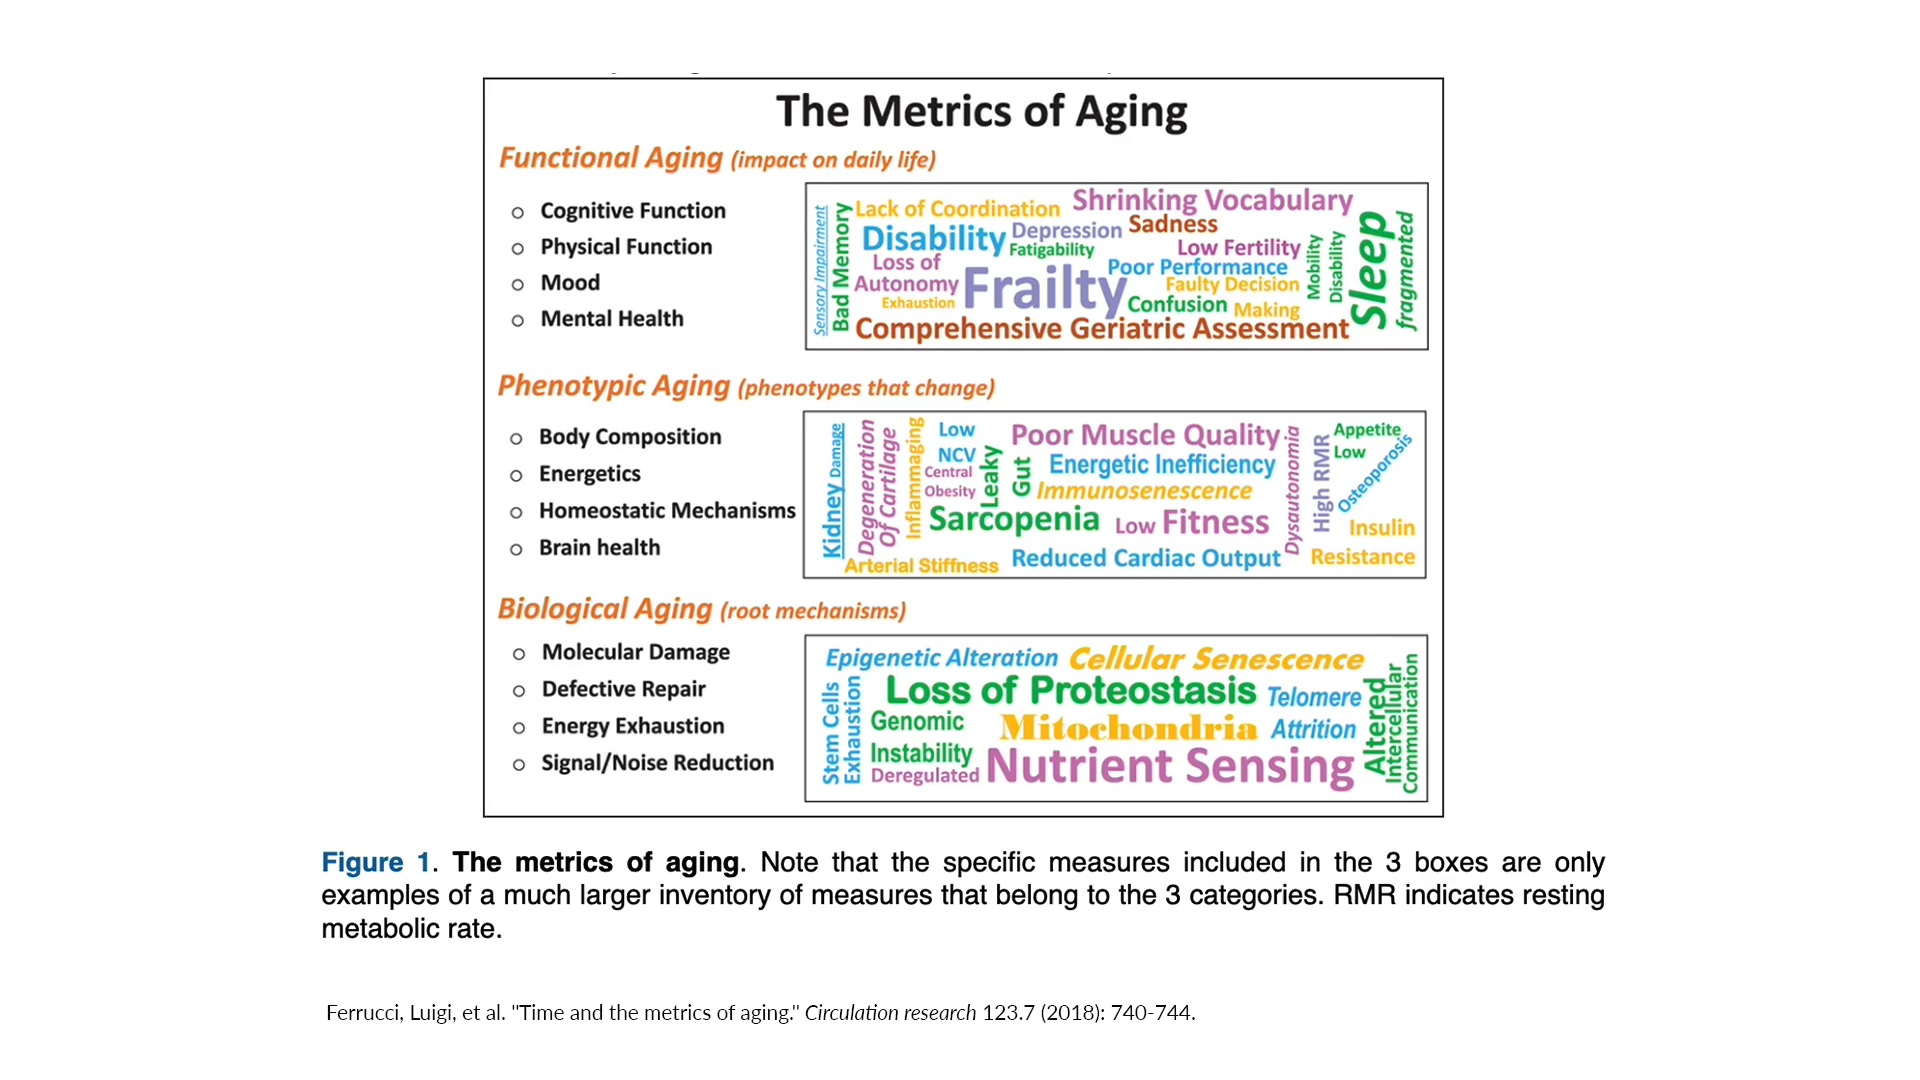 The Metrics of Aging
Functional Aging (impact on daily life)
Cognitive Function
Physical Function
Mood
Mental Health
Sensory Impairment
Bad Memory
Lack of Coordination
Shrinking Vocabulary
Disability
Depression
Sadness
Fatigability
Low Fertility
Loss of
Autonomy
Exhaustion
Frailty
Poor Performance
Faulty Decision
Making
Confusion
Comprehensive Geriatric Assessment
Mobility
Disability
Sleep
fragmented
Phenotypic Aging (phenotypes that change)
Body Composition
Energetics
Homeostatic Mechanisms
Brain health
Kidney Damage
Degeneration
Of Cartilage
Inflammaging
Low
NCV
Central
Obesity
Leaky
Gut
Poor Muscle Quality
Energetic Inefficiency
Immunosenescence
Sarcopenia
Low Fitness
Arterial Stiffness
Reduced Cardiac Output
Dysautonomia
High RMR
Appetite
Low
Osteoporosis
Insulin
Resistance
Biological Aging (root mechanisms)
Molecular Damage
Defective Repair
Energy Exhaustion
Signal/Noise Reduction
Epigenetic Alteration
Cellular Senescence
Stem Cells
Exhaustion
Loss of Proteostasis
Telomere
Attrition
Genomic
Instability
Mitochondria
Deregulated
Nutrient Sensing
Altered
Intercellular
Communication
Figure 1. The metrics of aging. Note that the specific measures included in the 3 boxes are only
examples of a much larger inventory of measures that belong to the 3 categories. RMR indicates resting
metabolic rate.
Ferrucci, Luigi, et al. "Time and the metrics of aging." Circulation research 123.7 (2018): 740-744.